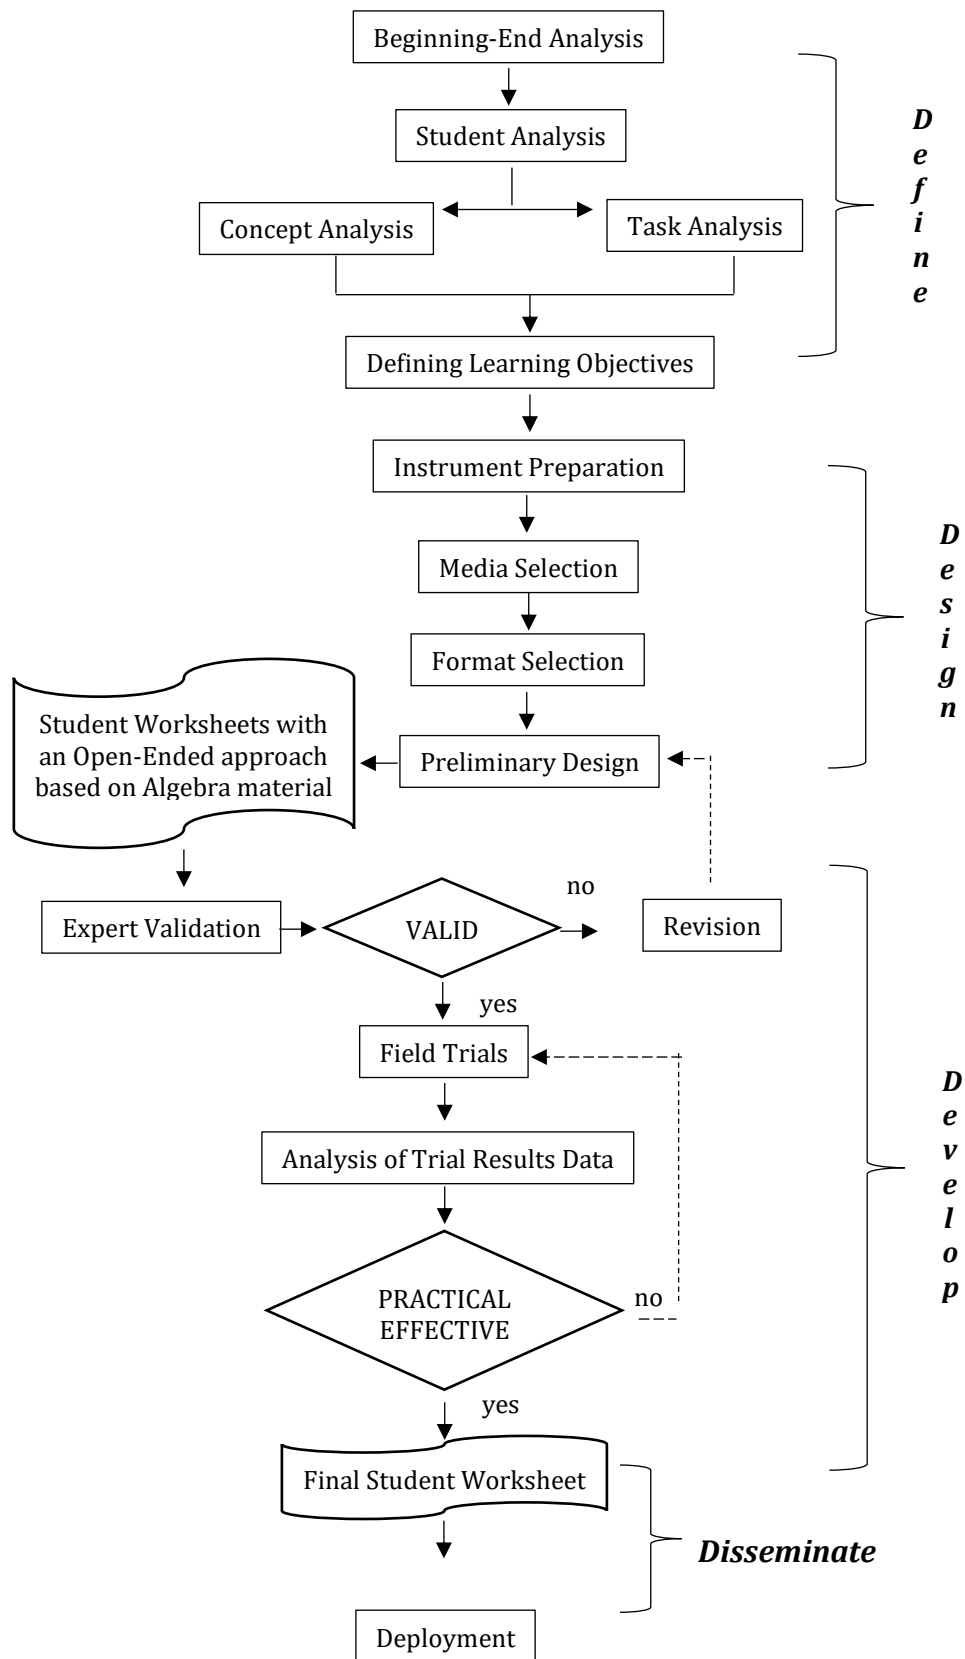 Beginning-End Analysis
Student Analysis
Concept Analysis
Task Analysis
Defining Learning Objectives
Define
Instrument Preparation
Media Selection
Format Selection
Preliminary Design
Design
Student Worksheets with
an Open-Ended approach
based on Algebra material
Expert Validation
VALID
no
Revision
yes
Field Trials
Analysis of Trial Results Data
PRACTICAL
EFFECTIVE
no
yes
Develop
Final Student Worksheet
Disseminate
Deployment